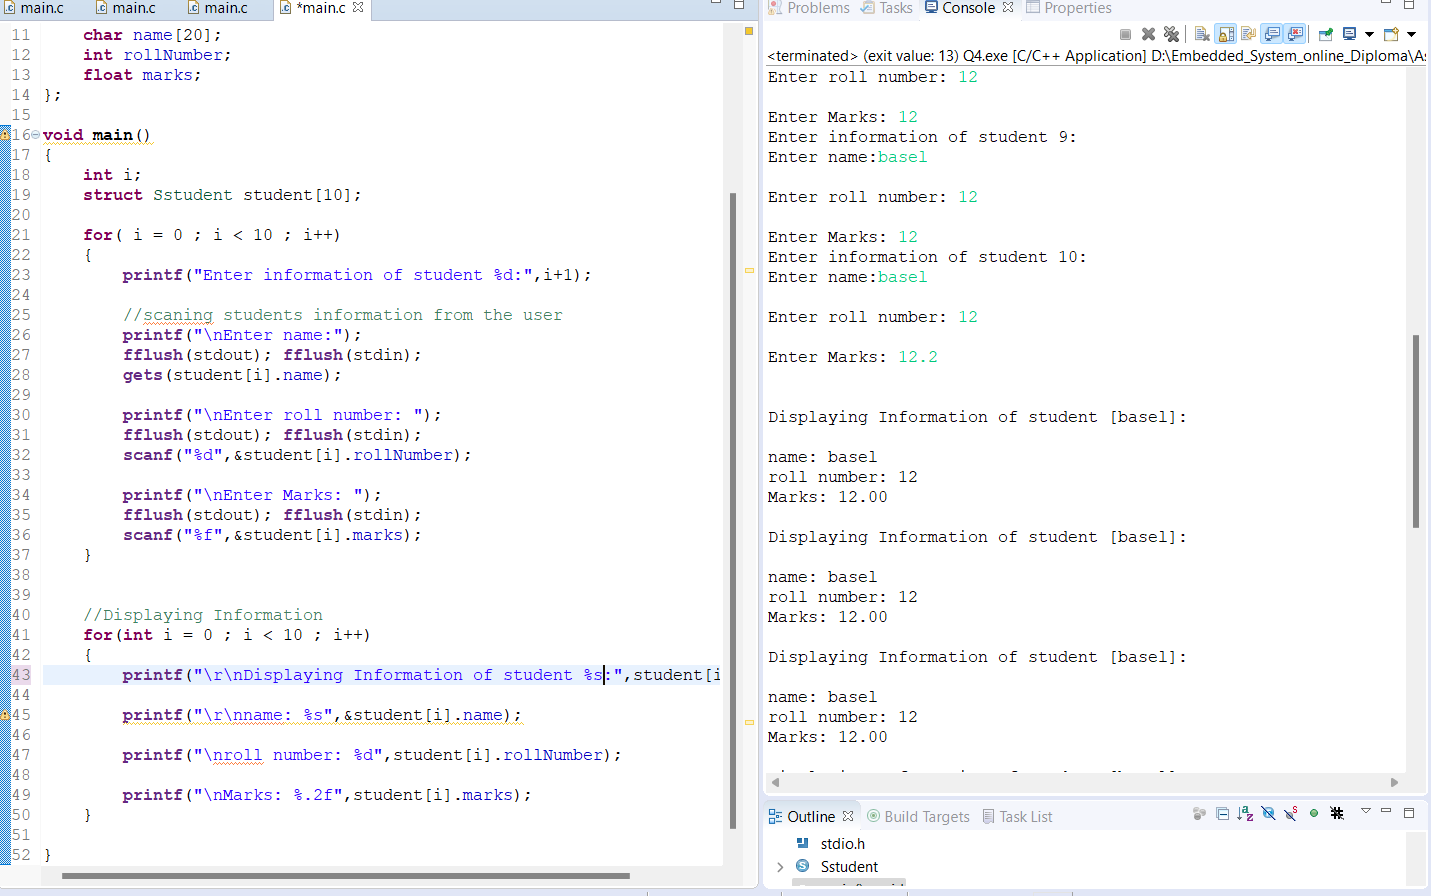 main.c
main.c
main.c
*main.c
11 char name[20];
12 int rollNumber;
13 float marks;
14 };
15
16 void main()
17 {
18 int i;
19 struct Sstudent student[10];
20
21 for( i = 0 ; i < 10 ; i++)
22 {
23 printf("Enter information of student %d:",i+1);
24
25 //scaning students information from the user
26 printf("\nEnter name:");
27 fflush(stdout); fflush(stdin);
28 gets(student[i].name);
29
30 printf("\nEnter roll number: ");
31 fflush(stdout); fflush(stdin);
32 scanf("%d",&student[i].rollNumber);
33
34 printf("\nEnter Marks: ");
35 fflush(stdout); fflush(stdin);
36 scanf("%f",&student[i].marks);
37 }
38
39
40 //Displaying Information
41 for(int i = 0 ; i < 10 ; i++)
42 {
43 printf("\r\nDisplaying Information of student %s:",student[i
44
45 printf("\r\nname: %s",&student[i].name);
46
47 printf("\nroll number: %d",student[i].rollNumber);
48
49 printf("\nMarks: %.2f",student[i].marks);
50 }
51
52 }
Problems Tasks Console Properties
<terminated> (exit value: 13) Q4.exe [C/C++ Application] D:\Embedded_System_online_Diploma\As
Enter roll number: 12
Enter Marks: 12
Enter information of student 9:
Enter name:basel
Enter roll number: 12
Enter Marks: 12
Enter information of student 10:
Enter name:basel
Enter roll number: 12
Enter Marks: 12.2
Displaying Information of student [basel]:
name: basel
roll number: 12
Marks: 12.00
Displaying Information of student [basel]:
name: basel
roll number: 12
Marks: 12.00
Displaying Information of student [basel]:
name: basel
roll number: 12
Marks: 12.00
Outline Build Targets Task List
stdio.h
Sstudent